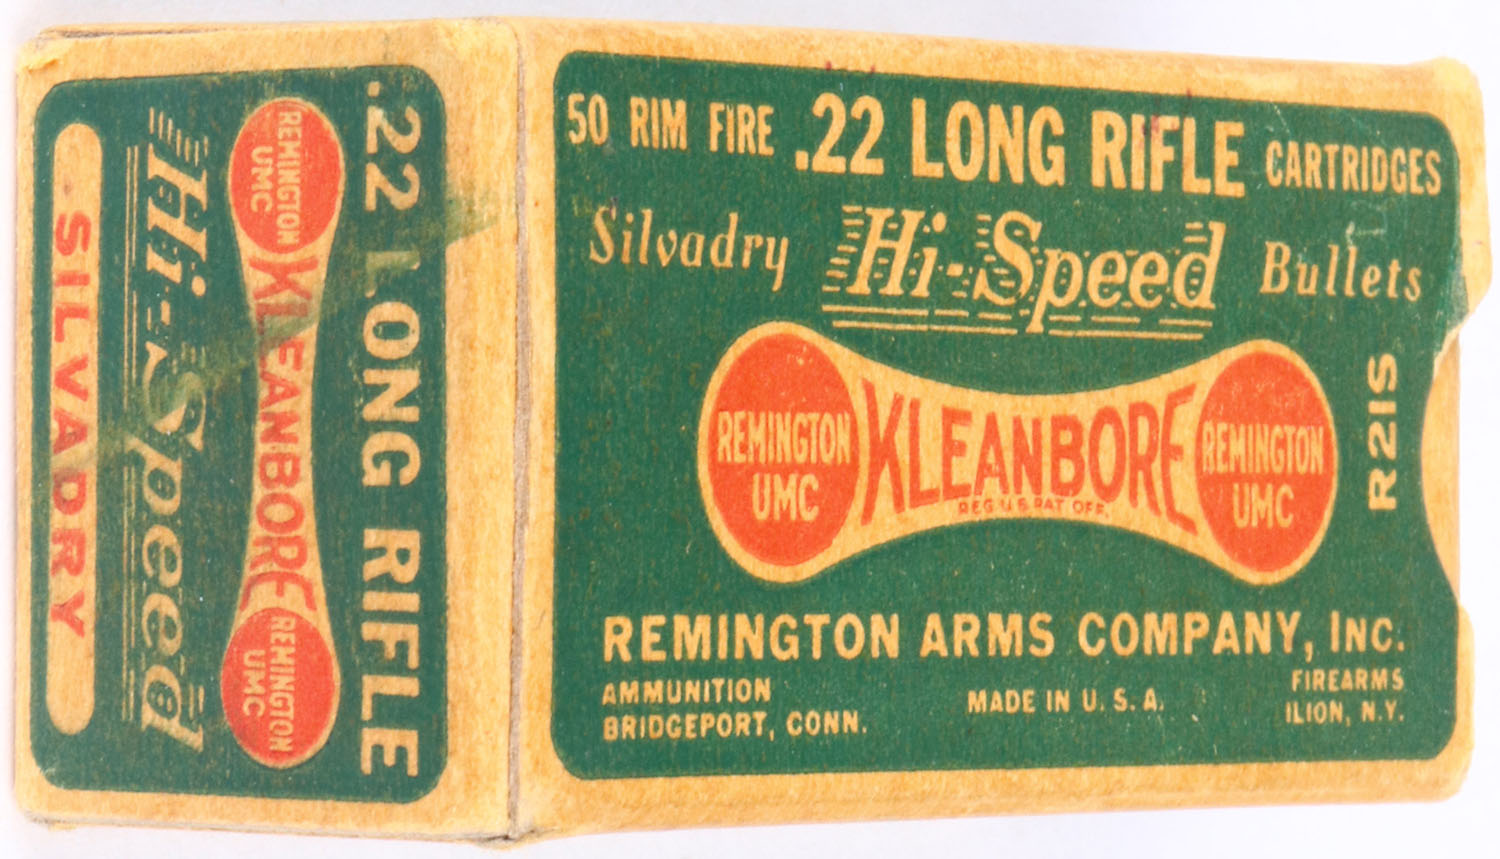 .22 LONG RIFLE
REMINGTON
UMC
KLEANBORE
REMINGTON
UMC
Hi-Speed
SILVADRY
50 RIM FIRE .22 LONG RIFLE CARTRIDGES
Silvadry Hi-Speed Bullets
REMINGTON
UMC
KLEANBORE
REG. U.S. PAT. OFF.
REMINGTON
UMC
R21S
REMINGTON ARMS COMPANY, INC.
AMMUNITION
BRIDGEPORT, CONN.
MADE IN U. S. A.
FIREARMS
ILION, N.Y.